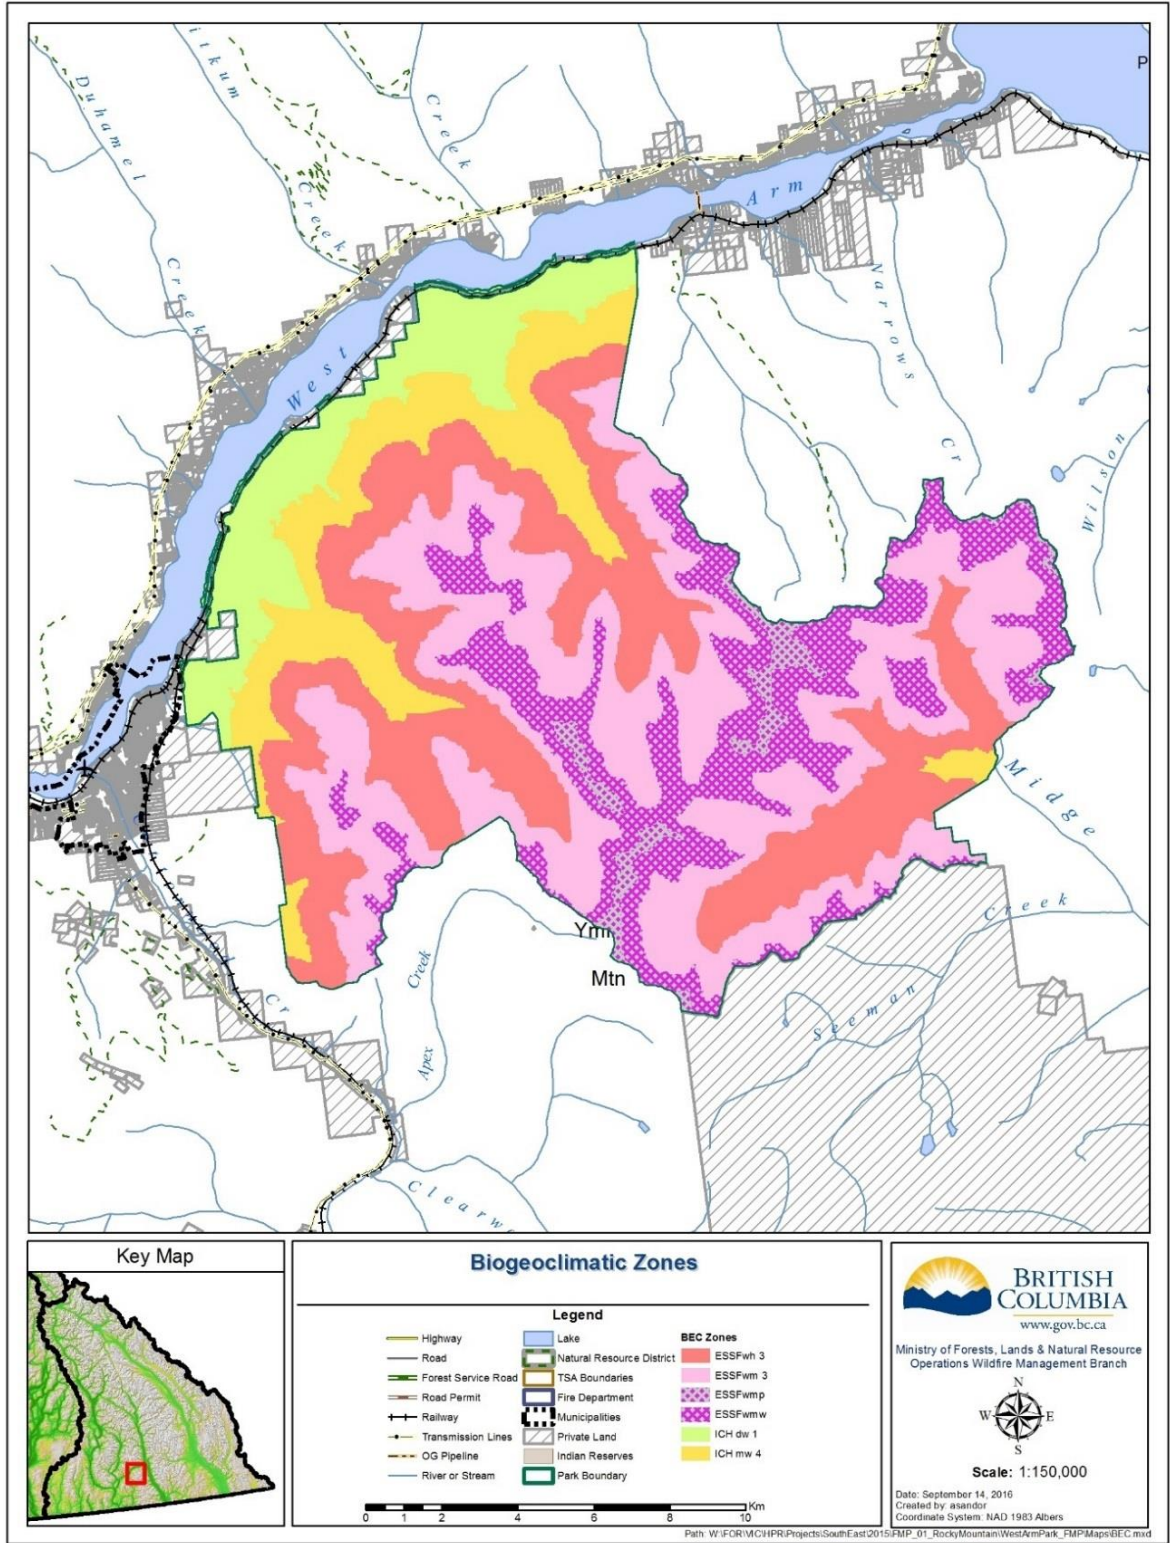 Duhamel
Creek
itkum
Creek
Creek
P
Arm
West
Narrows
Cr
Wilson
Midge
Creek
Seeman
Ym
Mtn
Creek
Apex
Cr
Clearw
Key Map
Biogeoclimatic Zones
Legend
Highway
Road
Forest Service Road
Road Permit
Railway
Transmission Lines
OG Pipeline
River or Stream
Lake
Natural Resource District
TSA Boundaries
Fire Department
Municipalities
Private Land
Indian Reserves
Park Boundary
BEC Zones
ESSFwh 3
ESSFwm 3
ESSFwmp
ESSFwmw
ICH dw 1
ICH mw 4
Km
0 1 2 4 6 8 10
BRITISH
COLUMBIA
www.gov.bc.ca
Ministry of Forests, Lands & Natural Resource
Operations Wildfire Management Branch
N
W E
S
Scale: 1:150,000
Date: September 14, 2016
Created by: asandor
Coordinate System: NAD 1983 Albers
Path: W:\FOR\VIC\HPR\Projects\SouthEast\2015\FMP_01_RockyMountain\WestArmPark_FMP\Maps\BEC.mxd